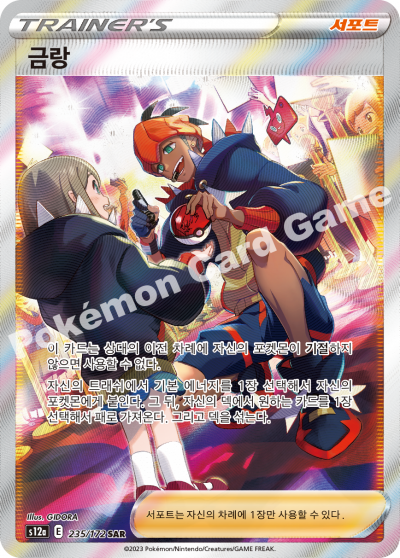 TRAINER'S
서포트
금랑
Pokémon Card Game
이 카드는 상대의 이전 차례에 자신의 포켓몬이 기절하지
않으면 사용할 수 없다.
자신의 트래쉬에서 기본 에너지를 1장 선택해서 자신의
포켓몬에게 붙인다. 그 뒤, 자신의 덱에서 원하는 카드를 1장
선택해서 패로 가져온다. 그리고 덱을 섞는다.
Illus. GIDORA
s12a E 235/172 SAR
서포트는 자신의 차례에 1장만 사용할 수 있다.
©2023 Pokémon/Nintendo/Creatures/GAME FREAK.